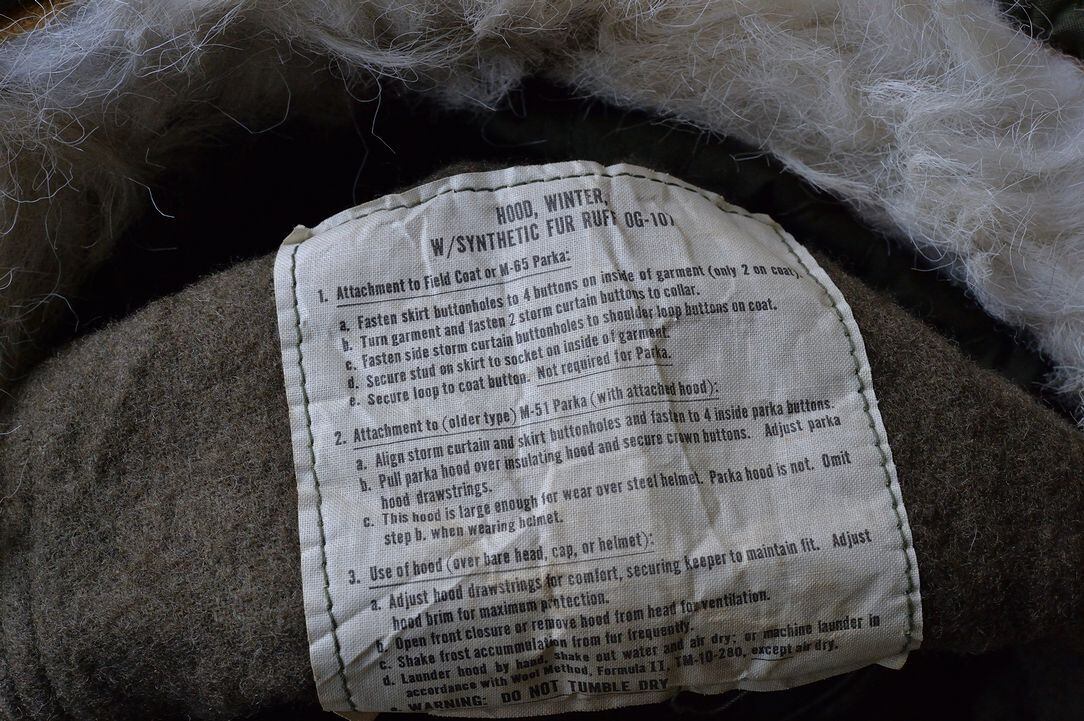 HOOD, WINTER,
W/SYNTHETIC FUR RUFF OG-107
1. Attachment to Field Coat or M-65 Parka:
a. Fasten skirt buttonholes to 4 buttons on inside of garment (only 2 on coat).
b. Turn garment and fasten 2 storm curtain buttons to collar.
c. Fasten side storm curtain buttonholes to shoulder loop buttons on coat.
d. Secure stud on skirt to socket on inside of garment.
e. Secure loop to coat button. Not required for Parka.
2. Attachment to (older type) M-51 Parka (with attached hood):
a. Align storm curtain and skirt buttonholes and fasten to 4 inside parka buttons.
b. Pull parka hood over insulating hood and secure crown buttons. Adjust parka
hood drawstrings.
c. This hood is large enough for wear over steel helmet. Parka hood is not. Omit
step b. when wearing helmet.
3. Use of hood (over bare head, cap, or helmet):
a. Adjust hood drawstrings for comfort, securing keeper to maintain fit. Adjust
hood brim for maximum protection.
b. Open front closure or remove hood from head for ventilation.
c. Shake frost accumulation from fur frequently.
d. Launder hood by hand, shake out water and air dry; or machine launder in
accordance with Wool Method, Formula II, TM-10-280, except air dry.
e. WARNING: DO NOT TUMBLE DRY